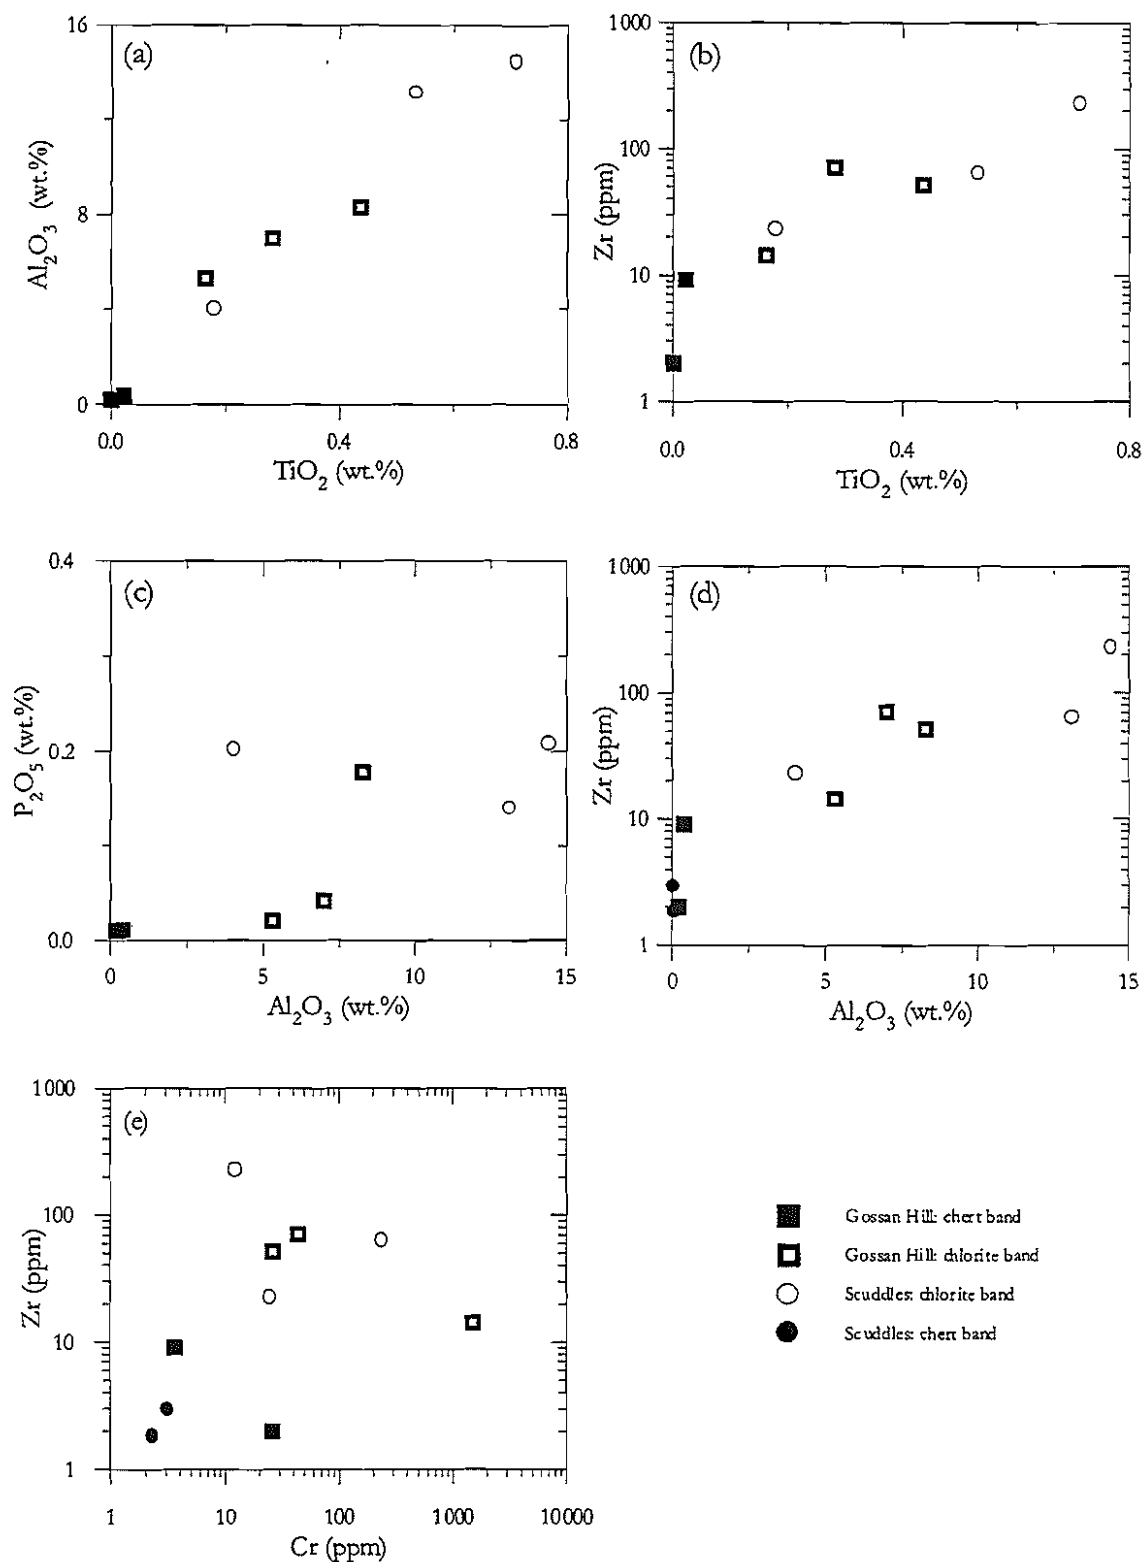 (a)
16
8
0
Al2O3 (wt.%)
0.0 0.4 0.8
TiO2 (wt.%)
(b)
1000
100
10
1
Zr (ppm)
0.0 0.4 0.8
TiO2 (wt.%)
(c)
0.4
0.2
0.0
P2O5 (wt.%)
0 5 10 15
Al2O3 (wt.%)
(d)
1000
100
10
1
Zr (ppm)
0 5 10 15
Al2O3 (wt.%)
(e)
1000
100
10
1
Zr (ppm)
1 10 100 1000 10000
Cr (ppm)
Gossan Hill: chert band
Gossan Hill: chlorite band
Scuddles: chlorite band
Scuddles: chert band